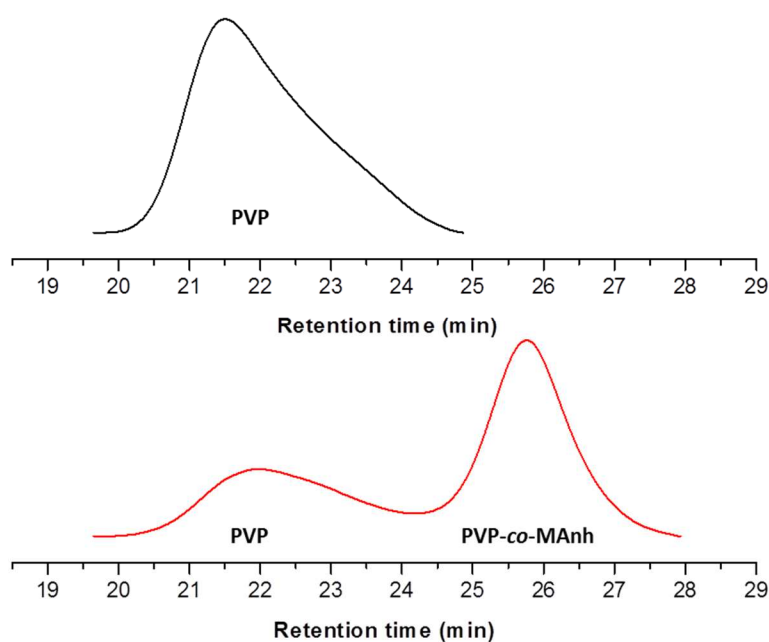 PVP
19 20 21 22 23 24 25 26 27 28 29
Retention time (min)
PVP PVP-co-MAnh
19 20 21 22 23 24 25 26 27 28 29
Retention time (min)